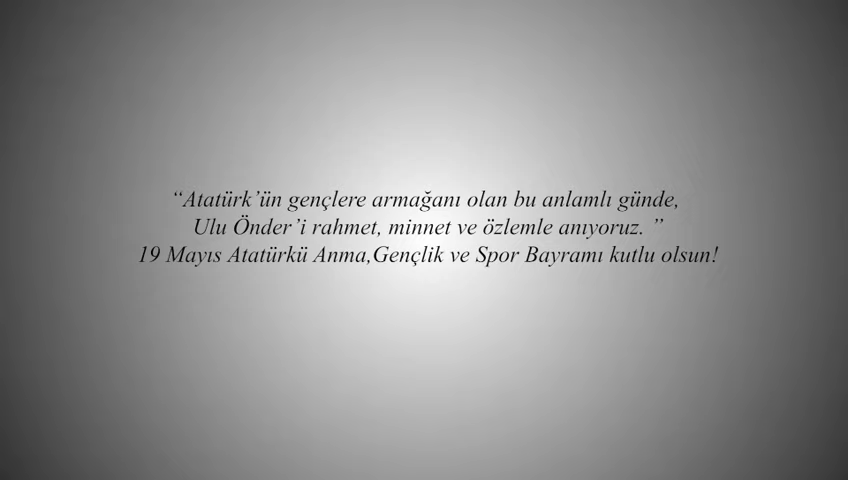 “Atatürk’ün gençlere armağanı olan bu anlamlı günde,
Ulu Önder’i rahmet, minnet ve özlemle anıyoruz. ”
19 Mayıs Atatürkü Anma,Gençlik ve Spor Bayramı kutlu olsun!